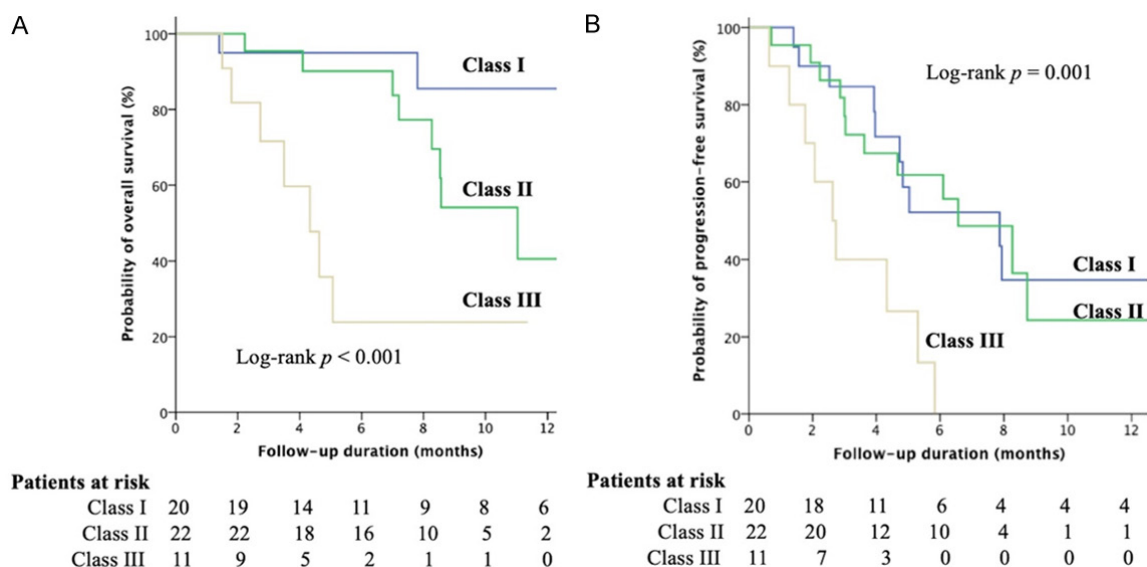 A
Probability of overall survival (%)
100
80
60
40
20
0
Class I
Class II
Class III
Log-rank p < 0.001
0 2 4 6 8 10 12
Follow-up duration (months)
Patients at risk
Class I 20 19 14 11 9 8 6
Class II 22 22 18 16 10 5 2
Class III 11 9 5 2 1 1 0
B
Probability of progression-free survival (%)
100
80
60
40
20
0
Log-rank p = 0.001
Class I
Class II
Class III
0 2 4 6 8 10 12
Follow-up duration (months)
Patients at risk
Class I 20 18 11 6 4 4 4
Class II 22 20 12 10 4 1 1
Class III 11 7 3 0 0 0 0